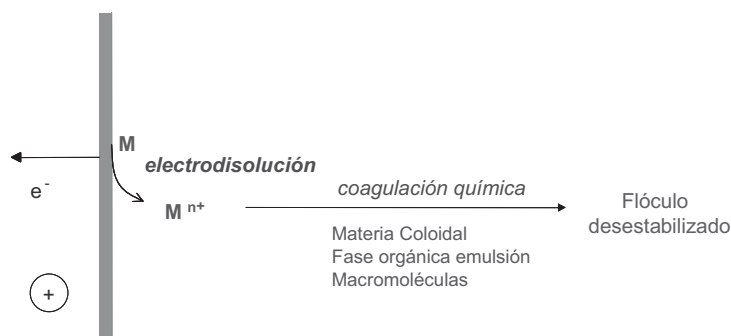 M
electrodisolución
e-
M n+
coagulación química
Materia Coloidal
Fase orgánica emulsión
Macromoléculas
Flóculo
desestabilizado
+